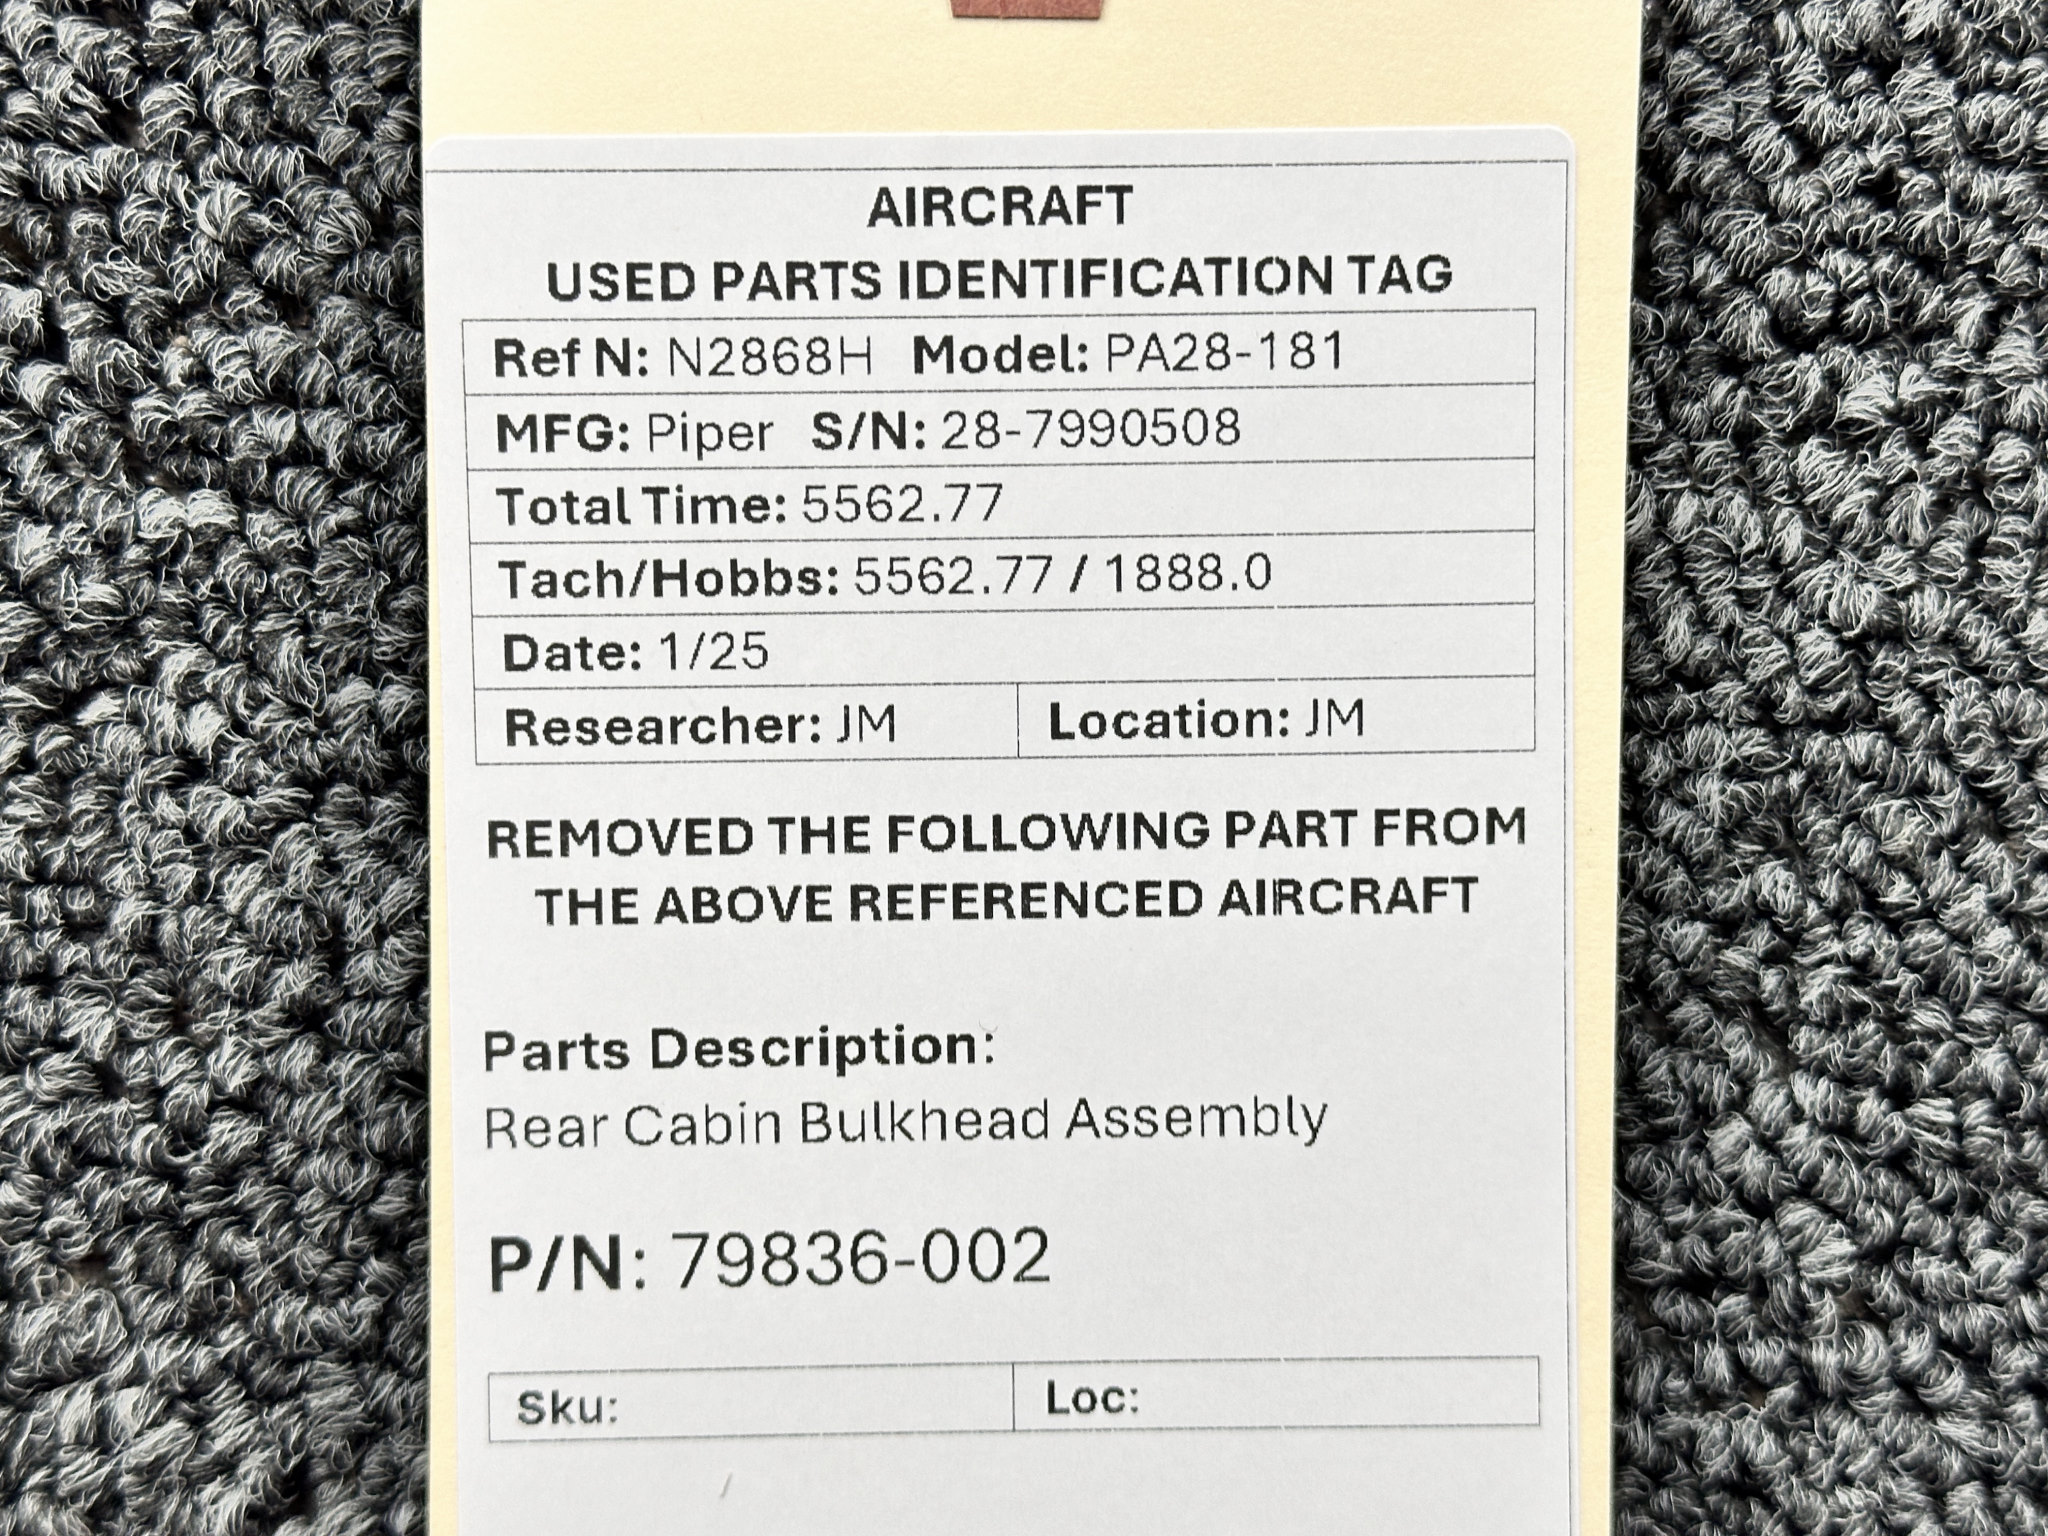 AIRCRAFT
USED PARTS IDENTIFICATION TAG
Ref N: N2868H Model: PA28-181
MFG: Piper S/N: 28-7990508
Total Time: 5562.77
Tach/Hobbs: 5562.77 / 1888.0
Date: 1/25
Researcher: JM Location: JM
REMOVED THE FOLLOWING PART FROM
THE ABOVE REFERENCED AIRCRAFT
Parts Description:
Rear Cabin Bulkhead Assembly
P/N: 79836-002
Sku: Loc: